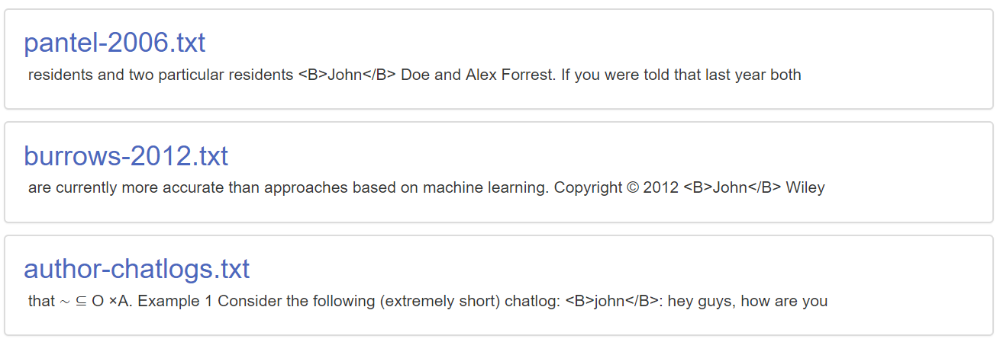 pantel-2006.txt
residents and two particular residents <B>John</B> Doe and Alex Forrest. If you were told that last year both
burrows-2012.txt
are currently more accurate than approaches based on machine learning. Copyright © 2012 <B>John</B> Wiley
author-chatlogs.txt
that ∼ ⊆ O ×A. Example 1 Consider the following (extremely short) chatlog: <B>john</B>: hey guys, how are you